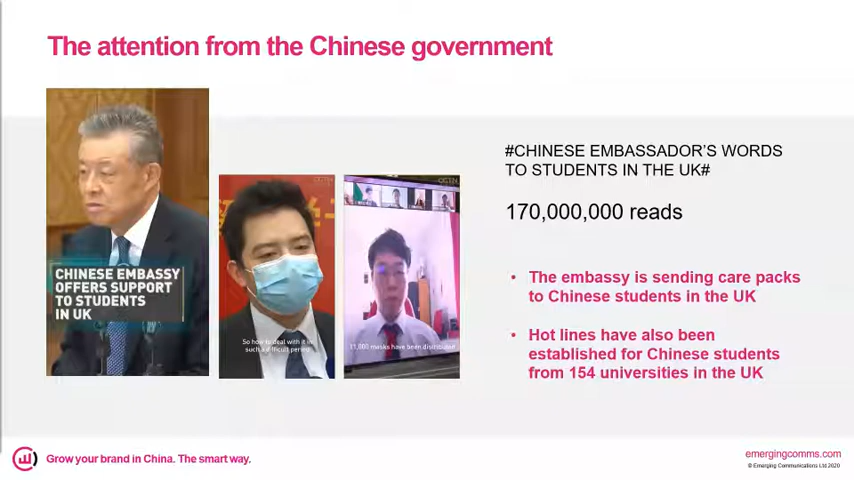 The attention from the Chinese government
CHINESE EMBASSY
OFFERS SUPPORT
TO STUDENTS
IN UK
CGTN
So how to deal with it in
such a difficult period
CGTN
11,000 masks have been distributed
#CHINESE EMBASSADOR'S WORDS
TO STUDENTS IN THE UK#
170,000,000 reads
• The embassy is sending care packs
to Chinese students in the UK
• Hot lines have also been
established for Chinese students
from 154 universities in the UK
Grow your brand in China. The smart way.
emergingcomms.com
© Emerging Communications Ltd 2020